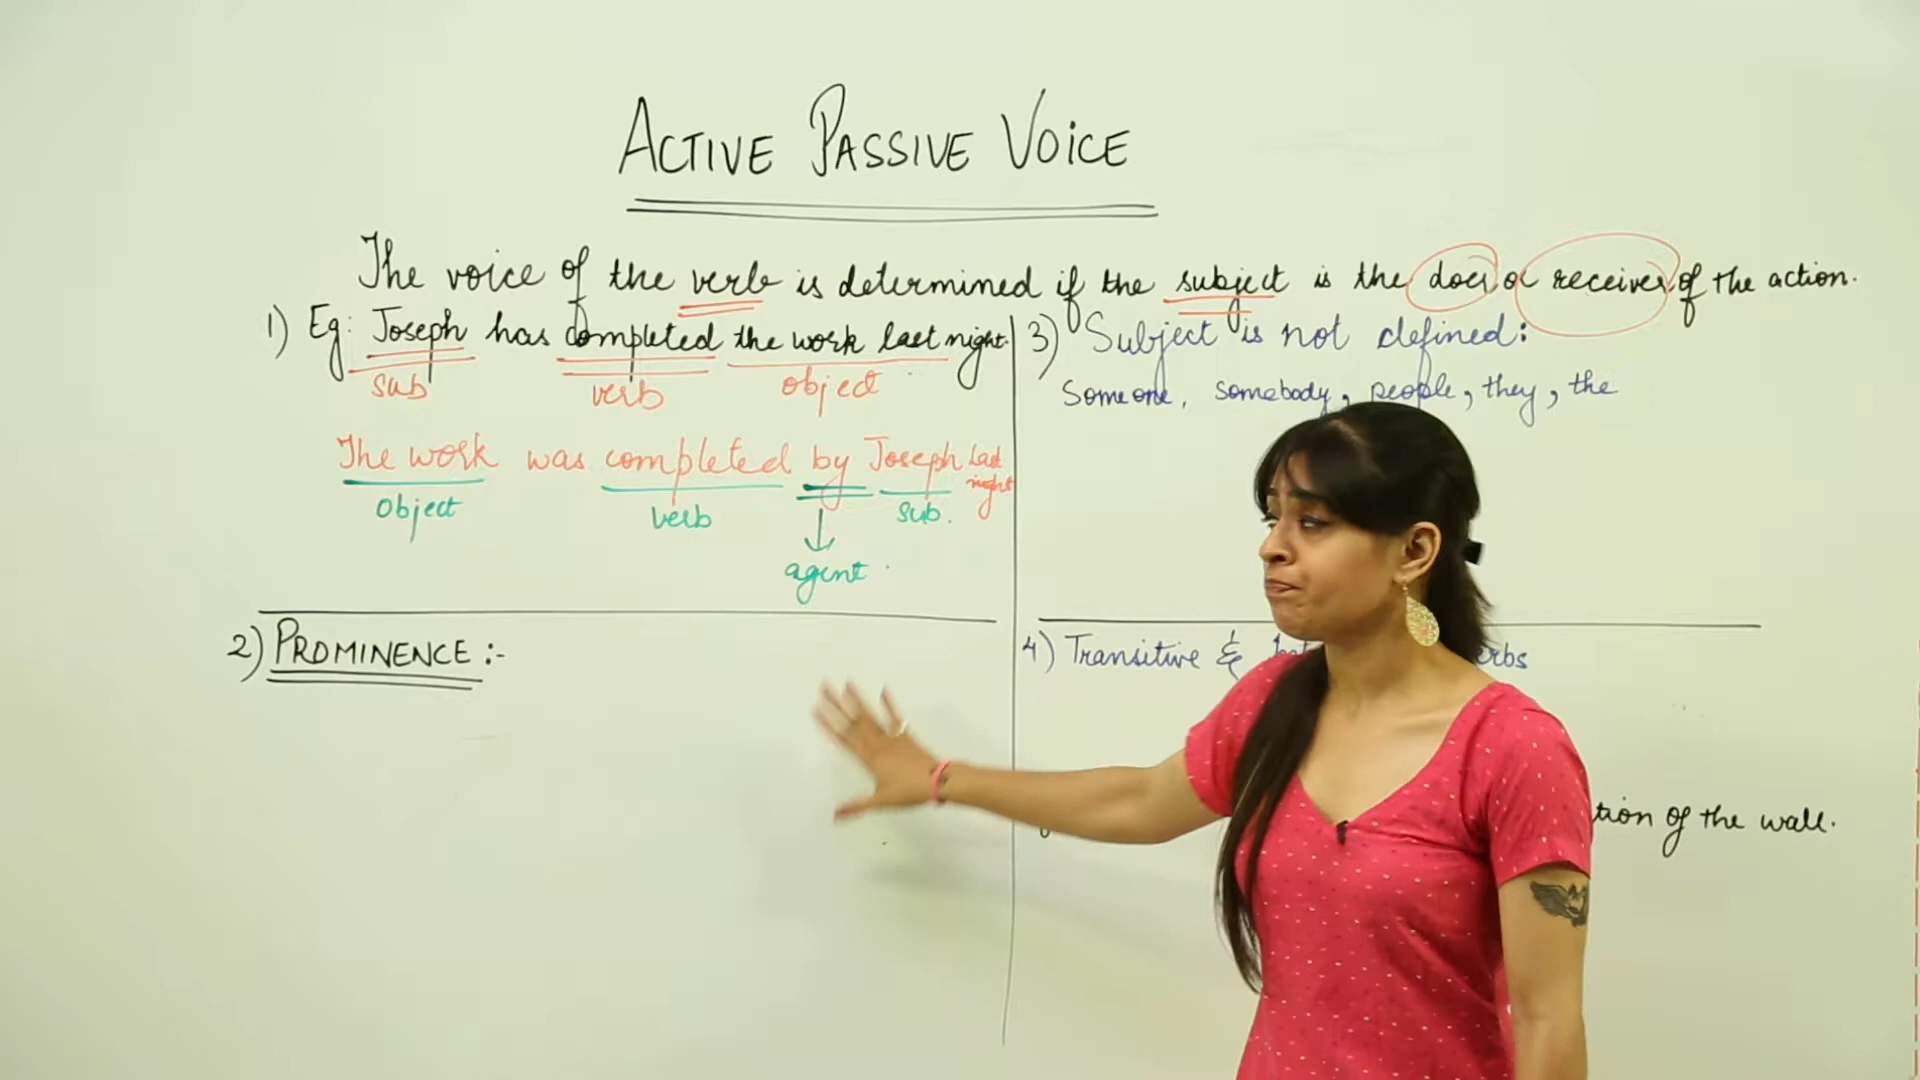 ACTIVE PASSIVE VOICE
The voice of the verb is determined if the subject is the doer or receiver of the action.
1) Eg: Joseph has completed the work last night.
sub verb object
The work was completed by Joseph last night
object verb sub.
agent
2) PROMINENCE :-
3) Subject is not defined:
Someone, somebody, people, they, the
4) Transitive &
of the wall.